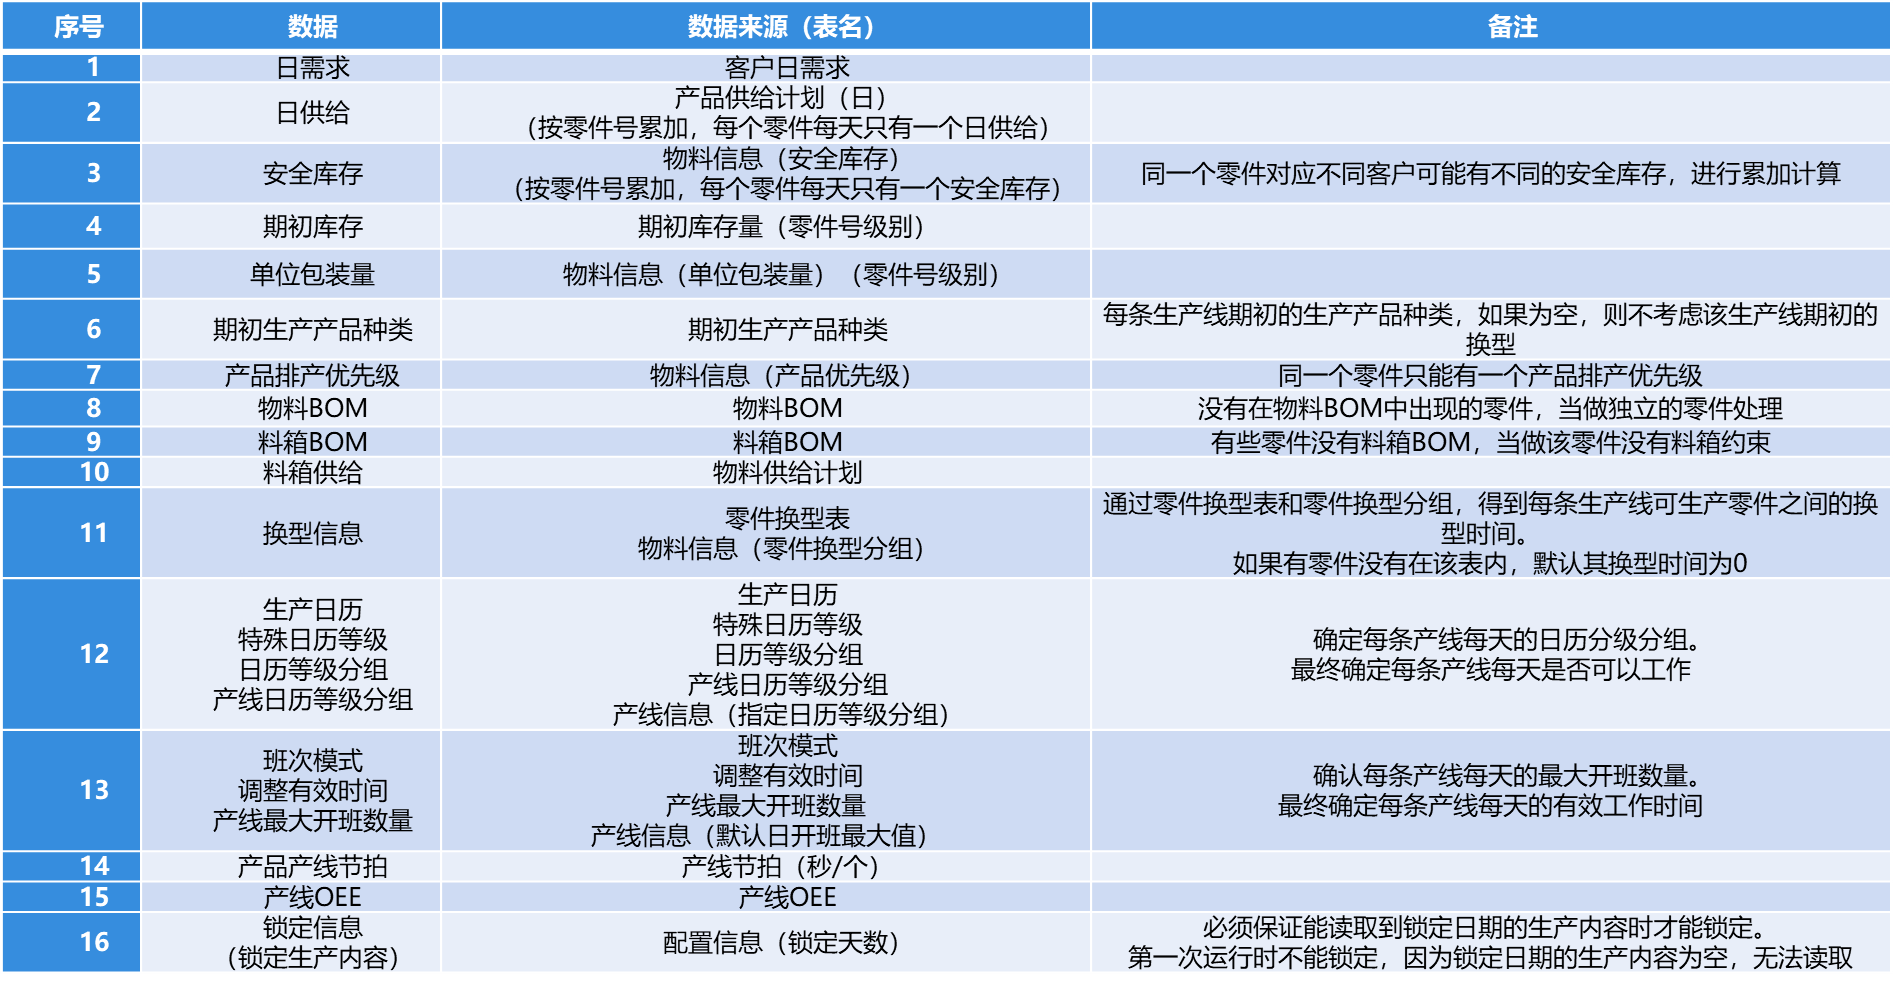 序号 数据 数据来源（表名） 备注
1 日需求 客户日需求
2 日供给 产品供给计划（日）
（按零件号累加，每个零件每天只有一个日供给）
3 安全库存 物料信息（安全库存）
（按零件号累加，每个零件每天只有一个安全库存） 同一个零件对应不同客户可能有不同的安全库存，进行累加计算
4 期初库存 期初库存量（零件号级别）
5 单位包装量 物料信息（单位包装量）（零件号级别）
6 期初生产产品种类 期初生产产品种类 每条生产线期初的生产产品种类，如果为空，则不考虑该生产线期初的
换型
7 产品排产优先级 物料信息（产品优先级） 同一个零件只能有一个产品排产优先级
8 物料BOM 物料BOM 没有在物料BOM中出现的零件，当做独立的零件处理
9 料箱BOM 料箱BOM 有些零件没有料箱BOM，当做该零件没有料箱约束
10 料箱供给 物料供给计划
11 换型信息 零件换型表
物料信息（零件换型分组） 通过零件换型表和零件换型分组，得到每条生产线可生产零件之间的换
型时间。
如果有零件没有在该表内，默认其换型时间为0
12 生产日历
特殊日历等级
日历等级分组
产线日历等级分组 生产日历
特殊日历等级
日历等级分组
产线日历等级分组
产线信息（指定日历等级分组） 确定每条产线每天的日历分级分组。
最终确定每条产线每天是否可以工作
13 班次模式
调整有效时间
产线最大开班数量 班次模式
调整有效时间
产线最大开班数量
产线信息（默认日开班最大值） 确认每条产线每天的最大开班数量。
最终确定每条产线每天的有效工作时间
14 产品产线节拍 产线节拍（秒/个）
15 产线OEE 产线OEE
16 锁定信息
（锁定生产内容） 配置信息（锁定天数） 必须保证能读取到锁定日期的生产内容时才能锁定。
第一次运行时不能锁定，因为锁定日期的生产内容为空，无法读取